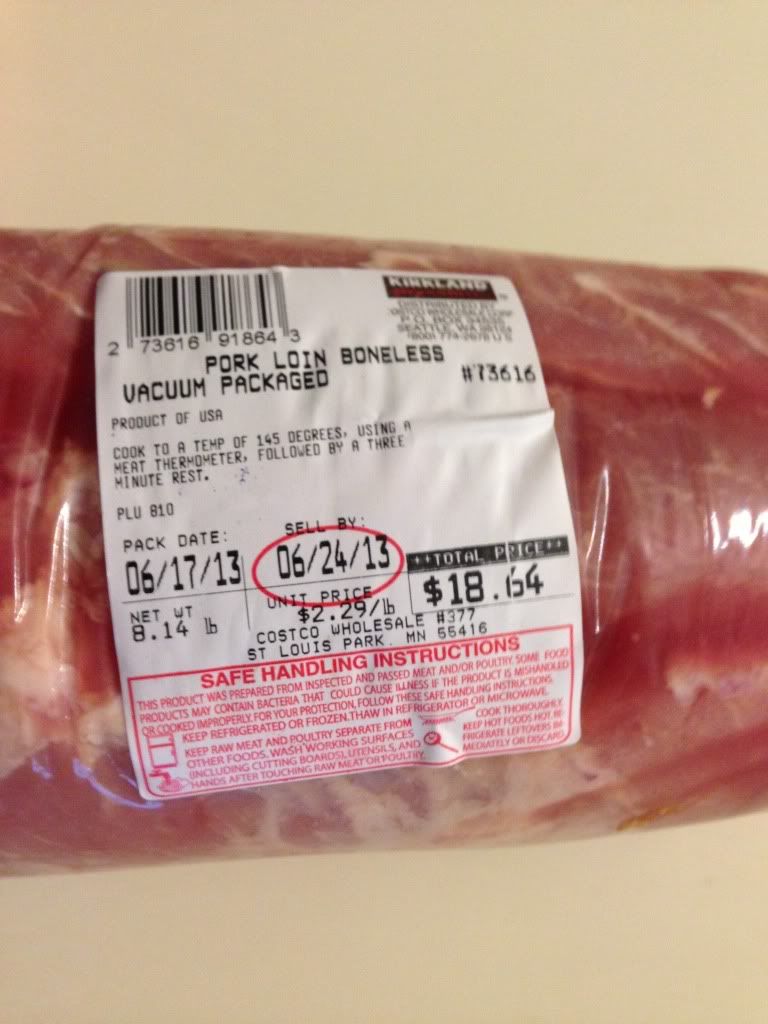 KIRKLAND
SEATTLE, WA
2 73616 91864 3
PORK LOIN BONELESS
VACUUM PACKAGED
#73616
PRODUCT OF USA
COOK TO A TEMP OF 145 DEGREES, USING A
MEAT THERMOMETER, FOLLOWED BY A THREE
MINUTE REST.
PLU 810
PACK DATE: SELL BY:
06/17/13 06/24/13 **TOTAL PRICE**
$18.64
NET WT UNIT PRICE
8.14 lb $2.29/lb
COSTCO WHOLESALE #377
ST LOUIS PARK MN 55416
SAFE HANDLING INSTRUCTIONS
THIS PRODUCT WAS PREPARED FROM INSPECTED AND PASSED MEAT AND/OR POULTRY. SOME FOOD
PRODUCTS MAY CONTAIN BACTERIA THAT COULD CAUSE ILLNESS IF THE PRODUCT IS MISHANDLED
OR COOKED IMPROPERLY. FOR YOUR PROTECTION, FOLLOW THESE SAFE HANDLING INSTRUCTIONS.
KEEP REFRIGERATED OR FROZEN. THAW IN REFRIGERATOR OR MICROWAVE.
KEEP RAW MEAT AND POULTRY SEPARATE FROM
OTHER FOODS. WASH WORKING SURFACES
(INCLUDING CUTTING BOARDS), UTENSILS, AND
HANDS AFTER TOUCHING RAW MEAT OR POULTRY.
COOK THOROUGHLY
KEEP HOT FOODS HOT. RE
FRIGERATE LEFTOVERS IM
MEDIATELY OR DISCARD.